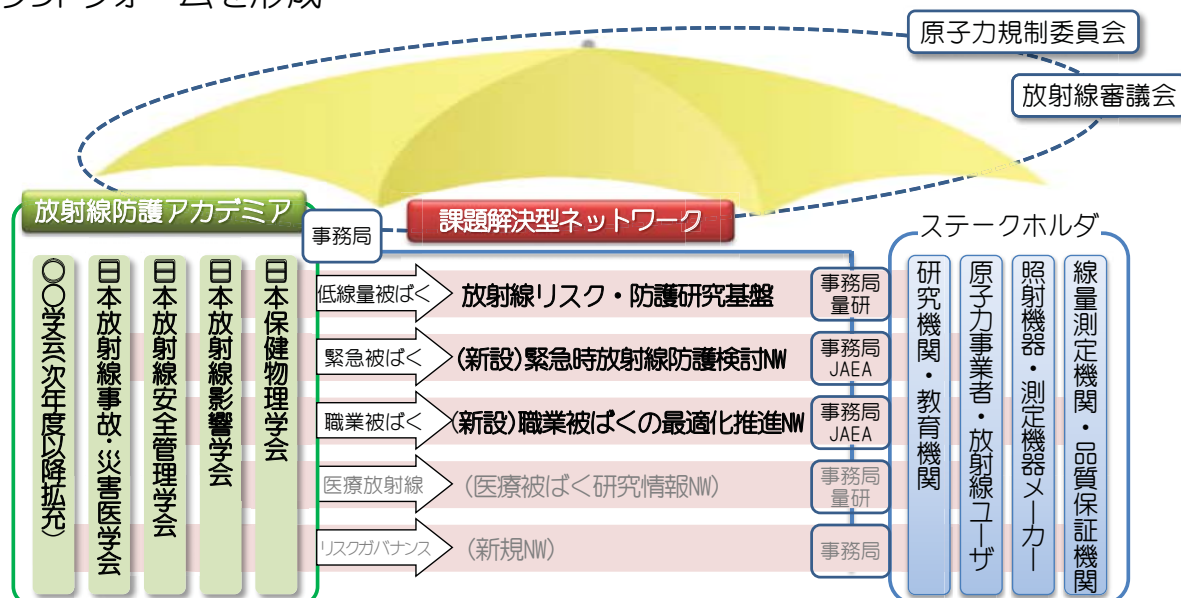 ットフォームを形成
原子力規制委員会
放射線審議会
放射線防護アカデミア
事務局
課題解決型ネットワーク
ステークホルダ
〇〇学会(次年度以降拡充)
日本放射線事故・災害医学会
日本放射線安全管理学会
日本放射線影響学会
日本保健物理学会
低線量被ばく
放射線リスク・防護研究基盤
事務局
量研
緊急被ばく
(新設)緊急時放射線防護検討NW
事務局
JAEA
職業被ばく
(新設)職業被ばくの最適化推進NW
事務局
JAEA
医療放射線
(医療被ばく研究情報NW)
事務局
量研
リスクガバナンス
(新規NW)
事務局
研究機関・教育機関
原子力事業者・放射線ユーザ
照射機器・測定機器メーカー
線量測定機関・品質保証機関